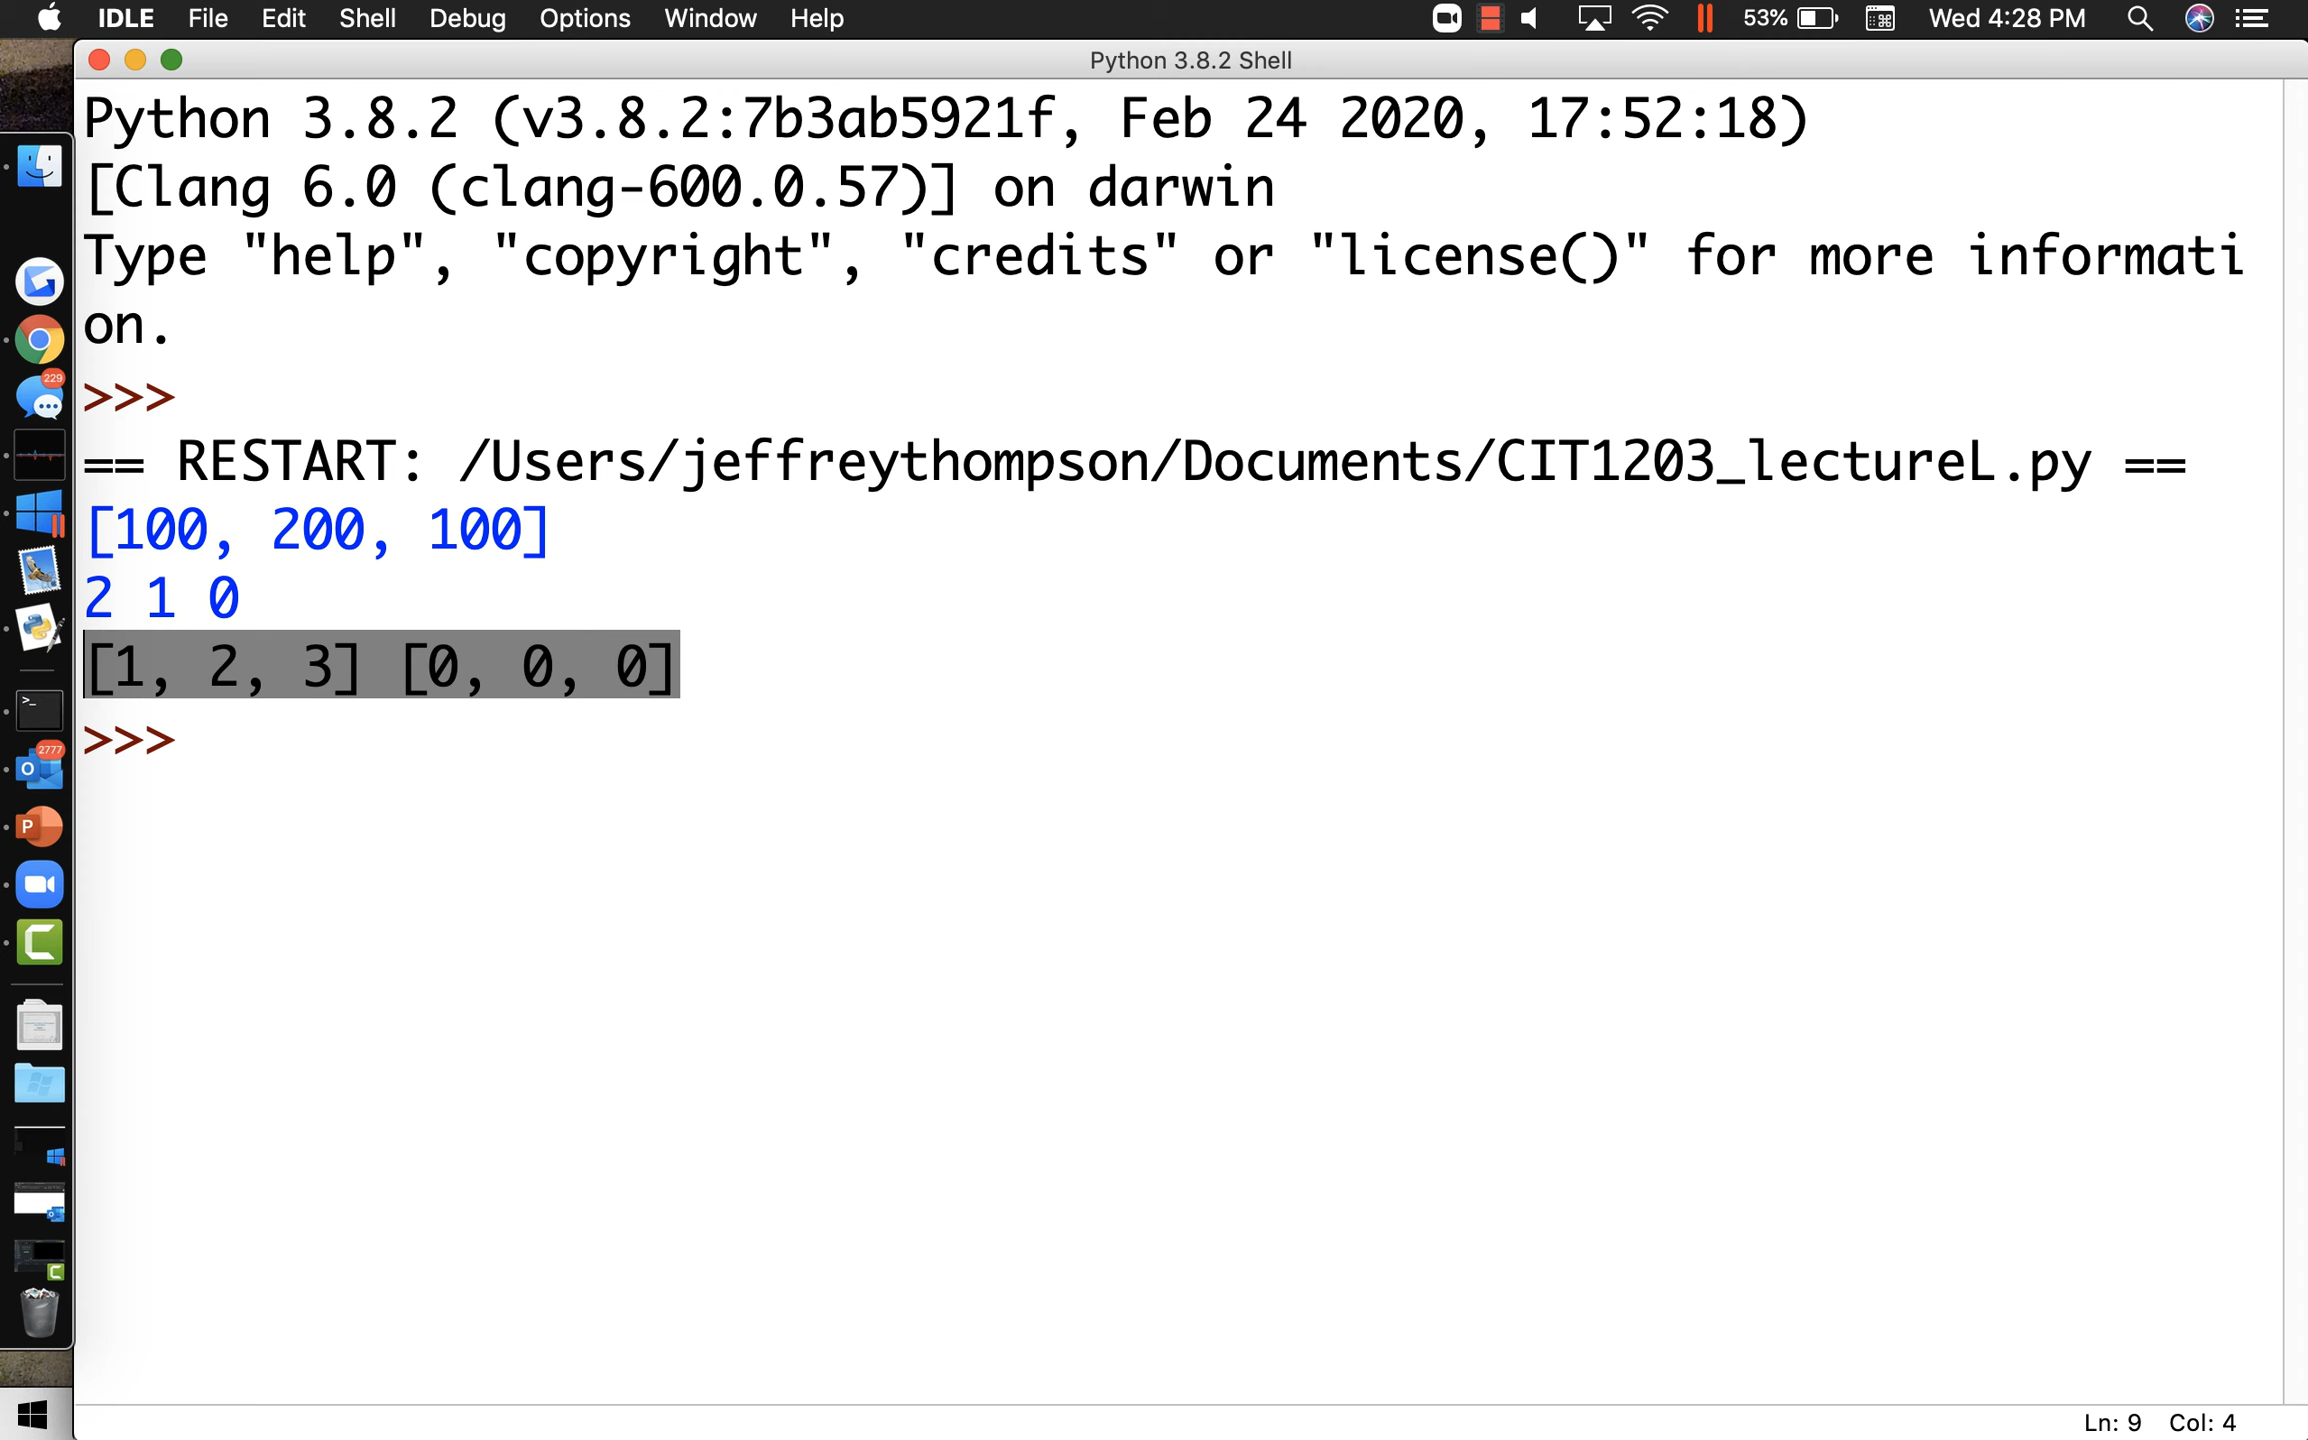 IDLE File Edit Shell Debug Options Window Help 53% Wed 4:28 PM
Python 3.8.2 Shell
Python 3.8.2 (v3.8.2:7b3ab5921f, Feb 24 2020, 17:52:18)
[Clang 6.0 (clang-600.0.57)] on darwin
Type "help", "copyright", "credits" or "license()" for more informati
on.
>>>
== RESTART: /Users/jeffreythompson/Documents/CIT1203_lectureL.py ==
[100, 200, 100]
2 1 0
[1, 2, 3] [0, 0, 0]
>>>
229
2777
Ln: 9 Col: 4